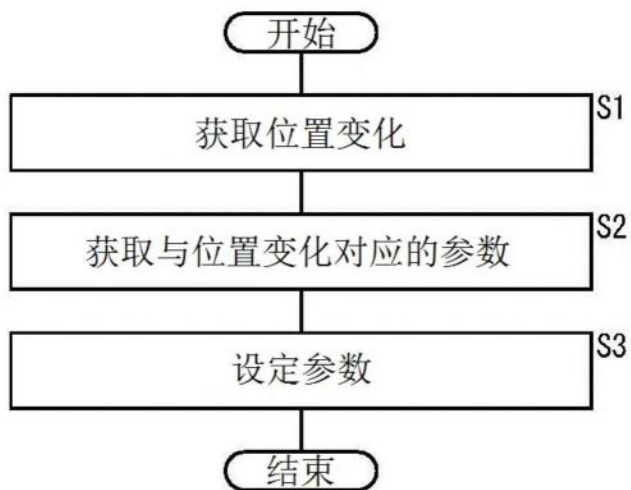 开始
S1
获取位置变化
S2
获取与位置变化对应的参数
S3
设定参数
结束